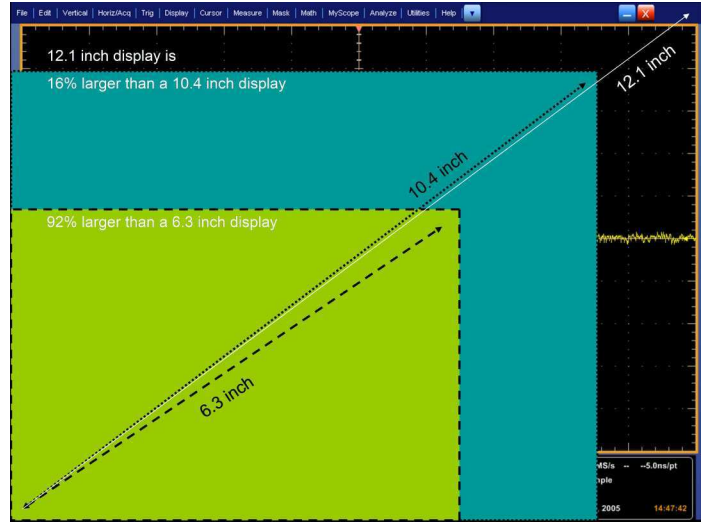 File | Edit | Vertical | Horiz/Acq | Trig | Display | Cursor | Measure | Mask | Math | MyScope | Analyze | Utilities | Help | ▼
X
12.1 inch display is
16% larger than a 10.4 inch display
12.1 inch
10.4 inch
92% larger than a 6.3 inch display
6.3 inch
MS/s -- --5.0ns/pt
ple
2005 14:47:42